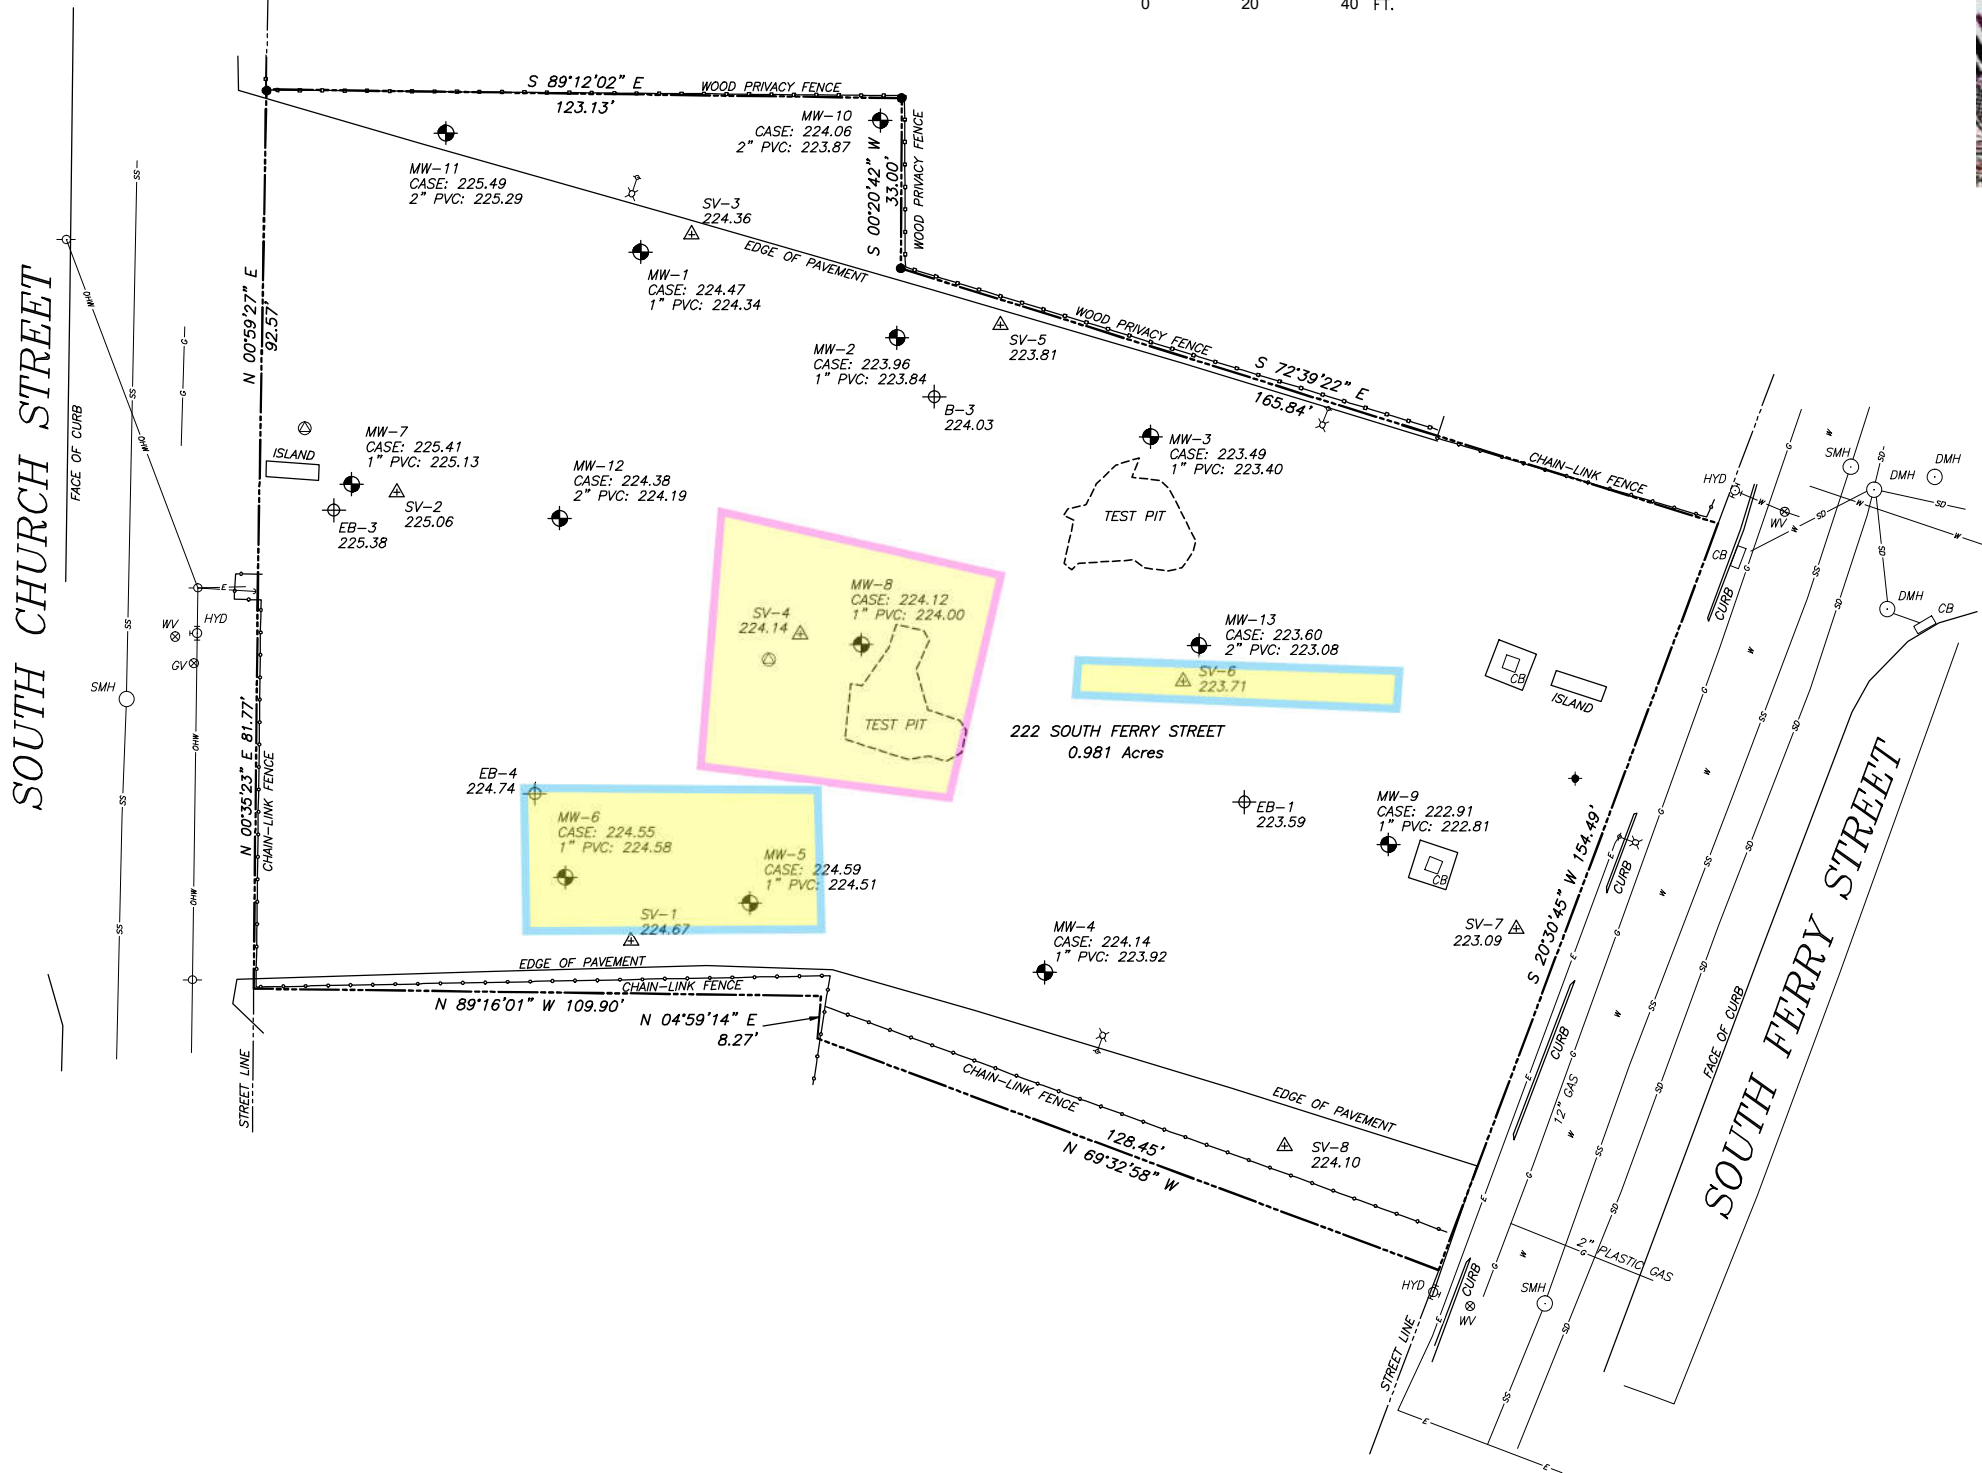 0 20 40 FT.
S 89°12'02" E
123.13'
WOOD PRIVACY FENCE
MW-10
CASE: 224.06
2" PVC: 223.87
S 00°20'42" W
33.00'
WOOD PRIVACY FENCE
MW-11
CASE: 225.49
2" PVC: 225.29
SV-3
224.36
EDGE OF PAVEMENT
MW-1
CASE: 224.47
1" PVC: 224.34
N 00°59'27" E
92.57'
SOUTH CHURCH STREET
FACE OF CURB
SS
SS
SS
SS
SS
SS
G
G
OHW
OHW
OHW
OHW
MW-2
CASE: 223.96
1" PVC: 223.84
SV-5
223.81
WOOD PRIVACY FENCE
S 72°39'22" E
165.84'
B-3
224.03
MW-3
CASE: 223.49
1" PVC: 223.40
TEST PIT
CHAIN-LINK FENCE
MW-7
CASE: 225.41
1" PVC: 225.13
ISLAND
SV-2
225.06
EB-3
225.38
MW-12
CASE: 224.38
2" PVC: 224.19
MW-8
CASE: 224.12
1" PVC: 224.00
SV-4
224.14
TEST PIT
MW-13
CASE: 223.60
2" PVC: 223.08
SV-6
223.71
222 SOUTH FERRY STREET
0.981 Acres
E
HYD
WV
GV
SMH
N 00°35'23" E 81.77'
CHAIN-LINK FENCE
EB-4
224.74
MW-6
CASE: 224.55
1" PVC: 224.58
MW-5
CASE: 224.59
1" PVC: 224.51
SV-1
224.67
EB-1
223.59
MW-9
CASE: 222.91
1" PVC: 222.81
CB
CB
ISLAND
SV-7
223.09
MW-4
CASE: 224.14
1" PVC: 223.92
EDGE OF PAVEMENT
CHAIN-LINK FENCE
N 89°16'01" W 109.90'
N 04°59'14" E
8.27'
STREET LINE
CHAIN-LINK FENCE
EDGE OF PAVEMENT
128.45'
N 69°32'58" W
SV-8
224.10
S 20°30'45" W 154.49'
HYD
WV
SMH
DMH
DMH
CB
DMH
CB
CURB
CURB
CURB
CURB
12" GAS
FACE OF CURB
SOUTH FERRY STREET
2" PLASTIC GAS
HYD
WV
SMH
STREET LINE
E
E